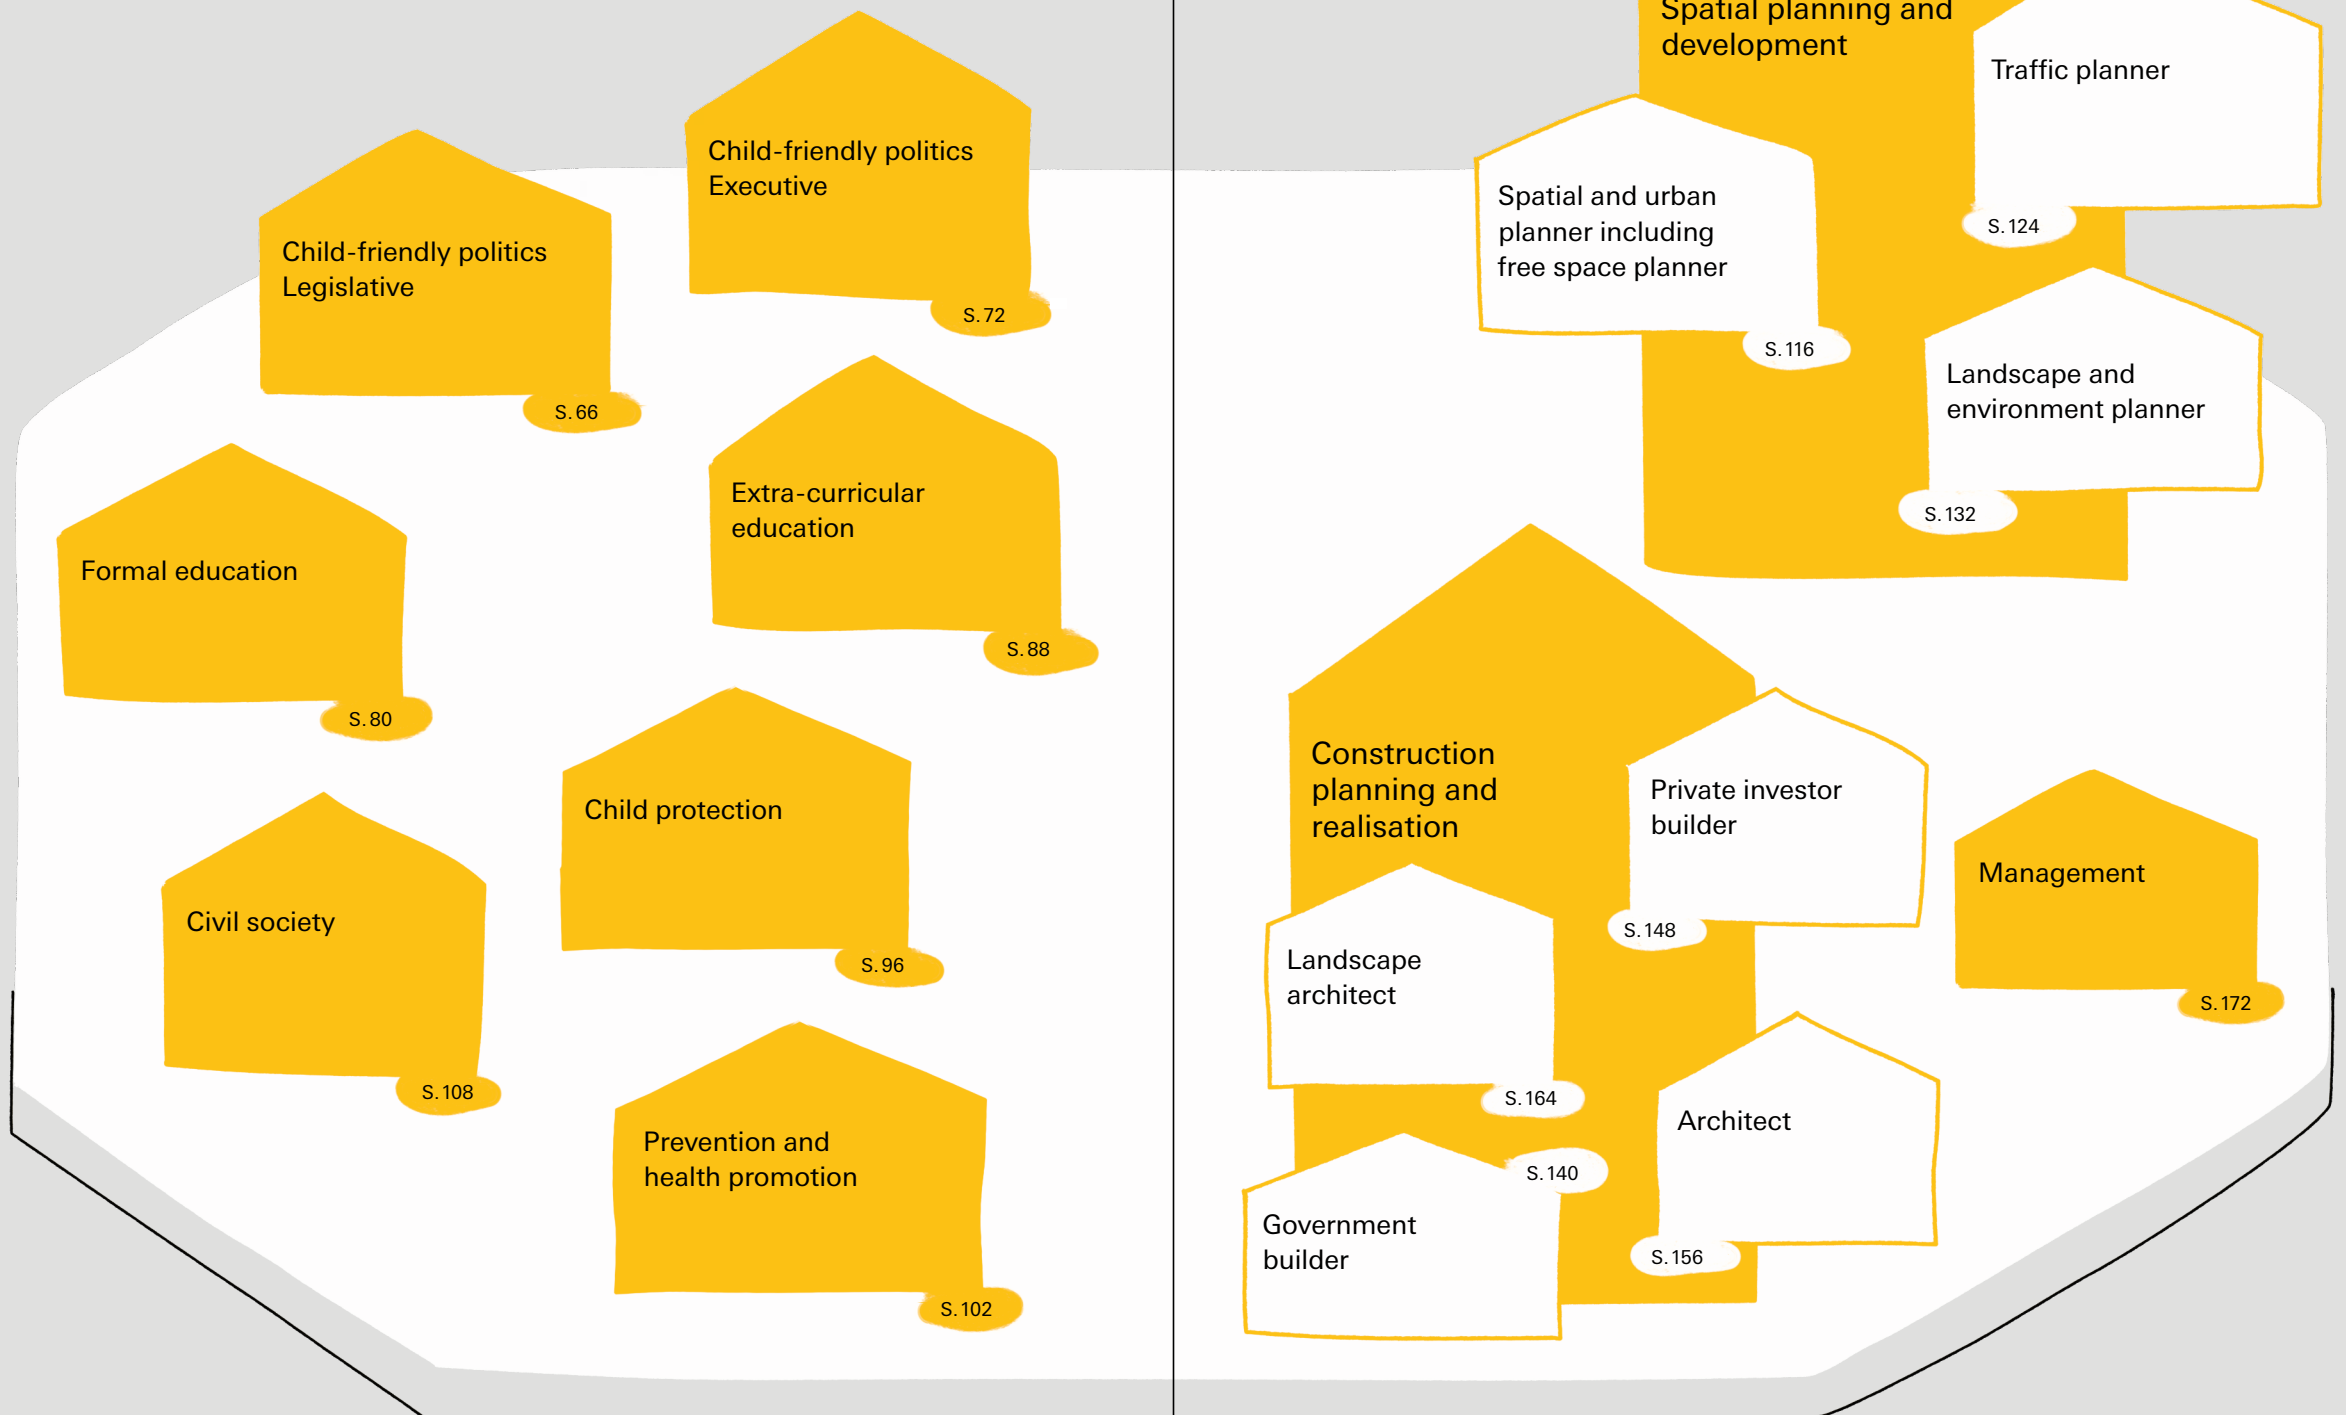 Child-friendly politics
Executive
S. 72
Child-friendly politics
Legislative
S. 66
Extra-curricular
education
S. 88
Formal education
S. 80
Child protection
S. 96
Civil society
S. 108
Prevention and
health promotion
S. 102
Spatial planning and
development
Traffic planner
S. 124
Spatial and urban
planner including
free space planner
S. 116
Landscape and
environment planner
S. 132
Construction
planning and
realisation
Private investor
builder
S. 148
Management
S. 172
Landscape
architect
S. 164
Architect
S. 156
S. 140
Government
builder